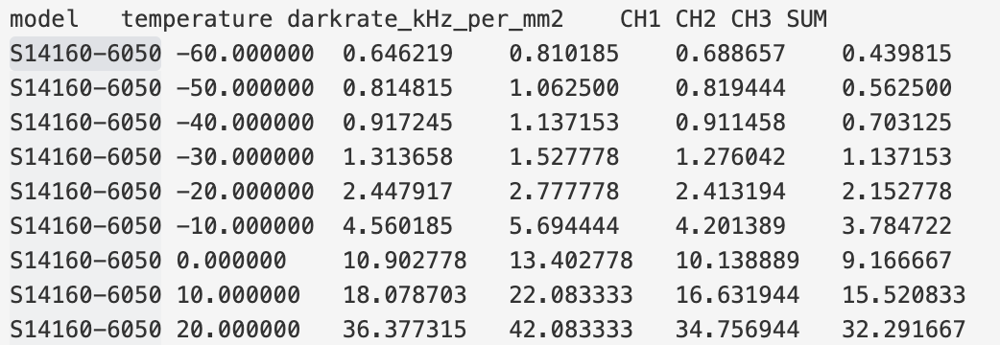 model temperature darkrate_kHz_per_mm2 CH1 CH2 CH3 SUM
S14160-6050 -60.000000 0.646219 0.810185 0.688657 0.439815
S14160-6050 -50.000000 0.814815 1.062500 0.819444 0.562500
S14160-6050 -40.000000 0.917245 1.137153 0.911458 0.703125
S14160-6050 -30.000000 1.313658 1.527778 1.276042 1.137153
S14160-6050 -20.000000 2.447917 2.777778 2.413194 2.152778
S14160-6050 -10.000000 4.560185 5.694444 4.201389 3.784722
S14160-6050 0.000000 10.902778 13.402778 10.138889 9.166667
S14160-6050 10.000000 18.078703 22.083333 16.631944 15.520833
S14160-6050 20.000000 36.377315 42.083333 34.756944 32.291667